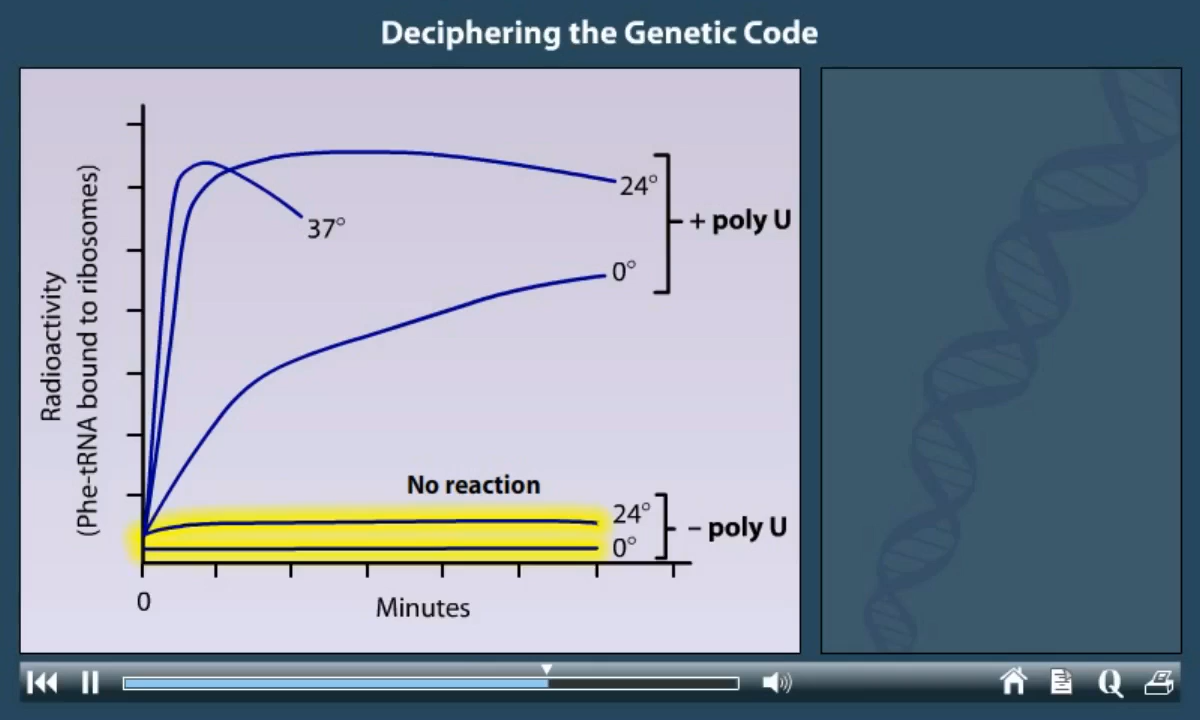 Deciphering the Genetic Code
Radioactivity
(Phe-tRNA bound to ribosomes)
37°
24°
0°
+ poly U
No reaction
24°
0°
– poly U
0
Minutes
Q